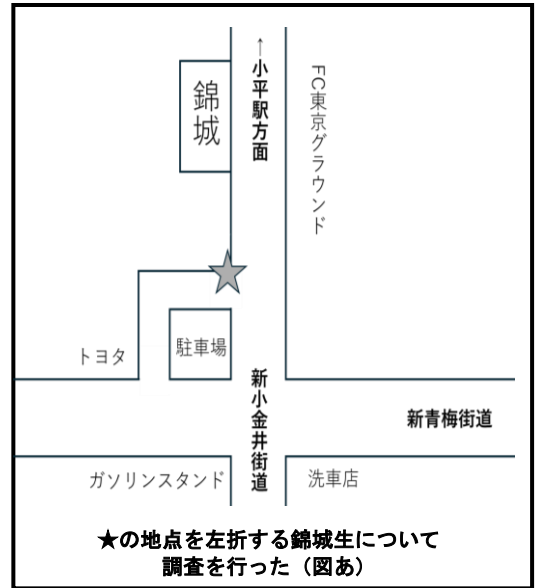 ↑小平駅方面
錦城
FC東京グラウンド
★
トヨタ
駐車場
新小金井街道
新青梅街道
ガソリンスタンド
洗車店
★の地点を左折する錦城生について
調査を行った（図あ）